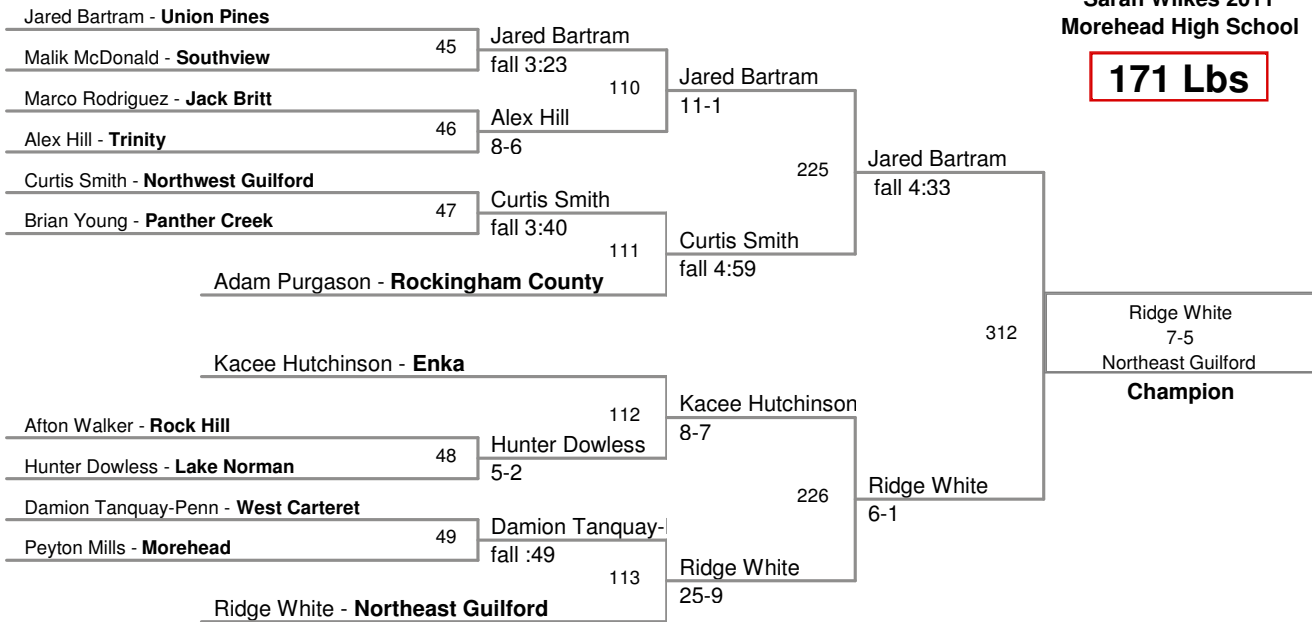 Sarah Wilkes 2011
Morehead High School
171 Lbs
Jared Bartram - Union Pines
45
Malik McDonald - Southview
Jared Bartram
fall 3:23
110
Marco Rodriguez - Jack Britt
46
Alex Hill - Trinity
Alex Hill
8-6
Jared Bartram
11-1
225
Curtis Smith - Northwest Guilford
47
Brian Young - Panther Creek
Curtis Smith
fall 3:40
111
Adam Purgason - Rockingham County
Curtis Smith
fall 4:59
Jared Bartram
fall 4:33
312
Kacee Hutchinson - Enka
112
Afton Walker - Rock Hill
48
Hunter Dowless - Lake Norman
Hunter Dowless
5-2
Kacee Hutchinson
8-7
226
Damion Tanquay-Penn - West Carteret
49
Peyton Mills - Morehead
Damion Tanquay-
fall :49
113
Ridge White - Northeast Guilford
Ridge White
25-9
Ridge White
6-1
Ridge White
7-5
Northeast Guilford
Champion